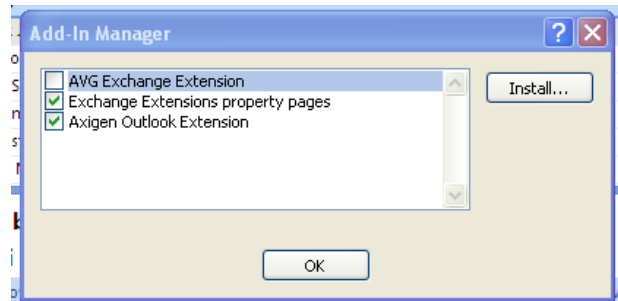 Add-In Manager
AVG Exchange Extension
Exchange Extensions property pages
Axigen Outlook Extension
Install...
OK